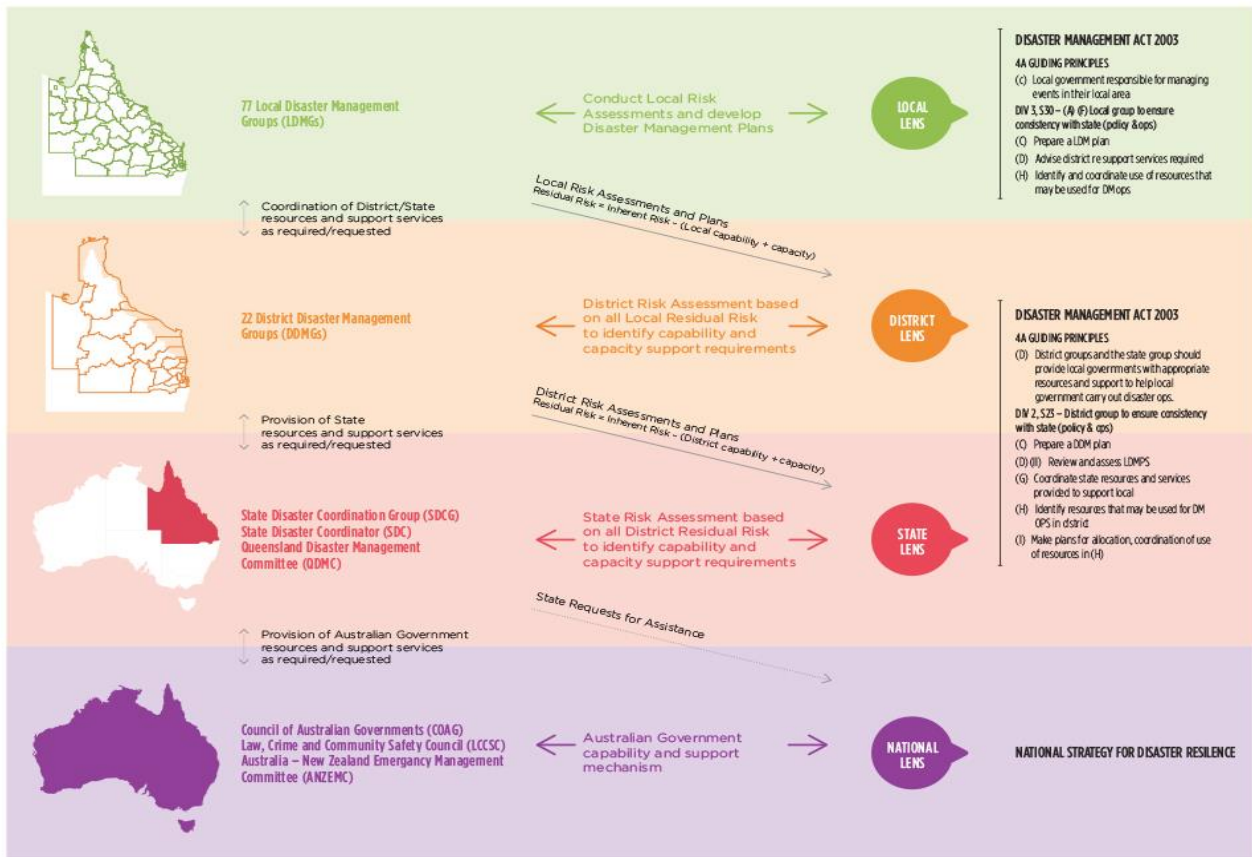 77 Local Disaster Management
Groups (LDMGs)
Conduct Local Risk
Assessments and develop
Disaster Management Plans
LOCAL
LENS
DISASTER MANAGEMENT ACT 2003
4A GUIDING PRINCIPLES
(c) Local government responsible for managing
events in their local area
DIV 3, S30 – (A) (F) Local group to ensure
consistency with state (policy & ops)
(C) Prepare a LDM plan
(D) Advise district re support services required
(H) Identify and coordinate use of resources that
may be used for DM ops
Coordination of District/State
resources and support services
as required/requested
Local Risk Assessments and Plans
Residual Risk = Inherent Risk - (Local capability + capacity)
22 District Disaster Management
Groups (DDMGs)
District Risk Assessment based
on all Local Residual Risk
to identify capability and
capacity support requirements
DISTRICT
LENS
DISASTER MANAGEMENT ACT 2003
4A GUIDING PRINCIPLES
(D) District groups and the state group should
provide local governments with appropriate
resources and support to help local
government carry out disaster ops.
DIV 2, S23 – District group to ensure consistency
with state (policy & ops)
(C) Prepare a DDM plan
(D) (II) Review and assess LDMPS
(G) Coordinate state resources and services
provided to support local
(H) Identify resources that may be used for DM
OPS in district
(I) Make plans for allocation, coordination of use
of resources in (H)
Provision of State
resources and support services
as required/requested
District Risk Assessments and Plans
Residual Risk = Inherent Risk - (District capability + capacity)
State Disaster Coordination Group (SDCG)
State Disaster Coordinator (SDC)
Queensland Disaster Management
Committee (QDMC)
State Risk Assessment based
on all District Residual Risk
to identify capability and
capacity support requirements
STATE
LENS
Provision of Australian Government
resources and support services
as required/requested
State Requests for Assistance
Council of Australian Governments (COAG)
Law, Crime and Community Safety Council (LCCSC)
Australia – New Zealand Emergancy Management
Committee (ANZEMC)
Australian Government
capability and support
mechanism
NATIONAL
LENS
NATIONAL STRATEGY FOR DISASTER RESILENCE